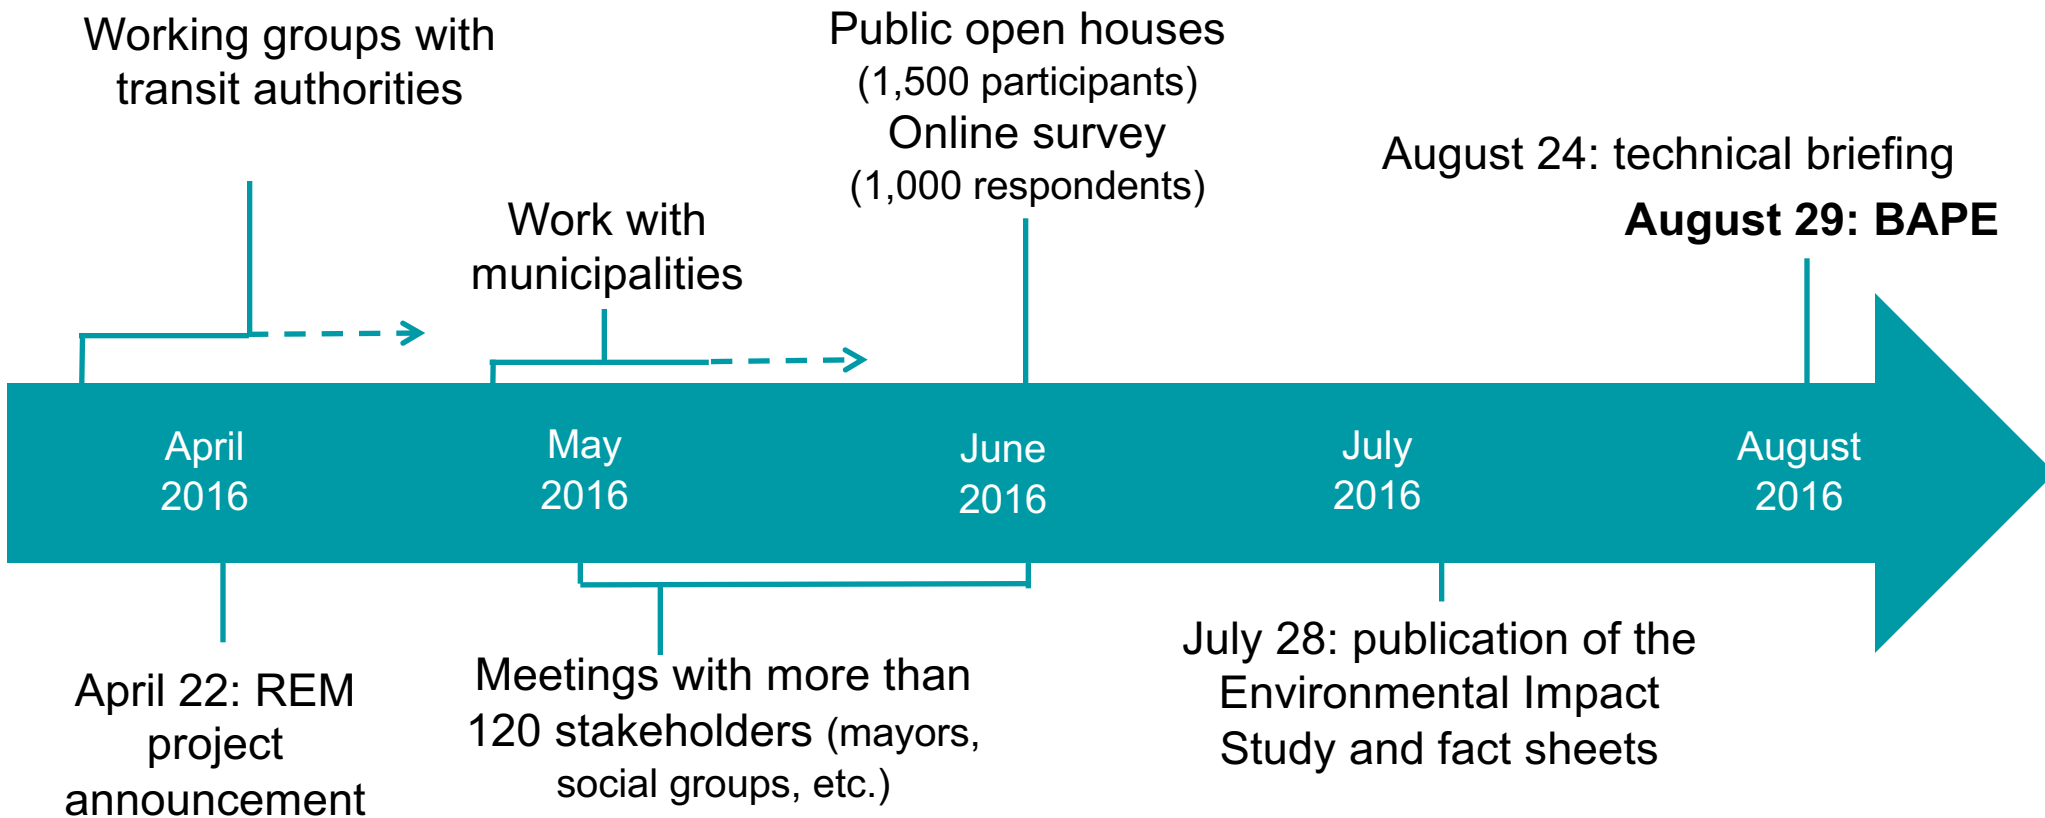 Working groups with
transit authorities
Work with
municipalities
Public open houses
(1,500 participants)
Online survey
(1,000 respondents)
August 24: technical briefing
August 29: BAPE
April
2016
May
2016
June
2016
July
2016
August
2016
April 22: REM
project
announcement
Meetings with more than
120 stakeholders (mayors,
social groups, etc.)
July 28: publication of the
Environmental Impact
Study and fact sheets